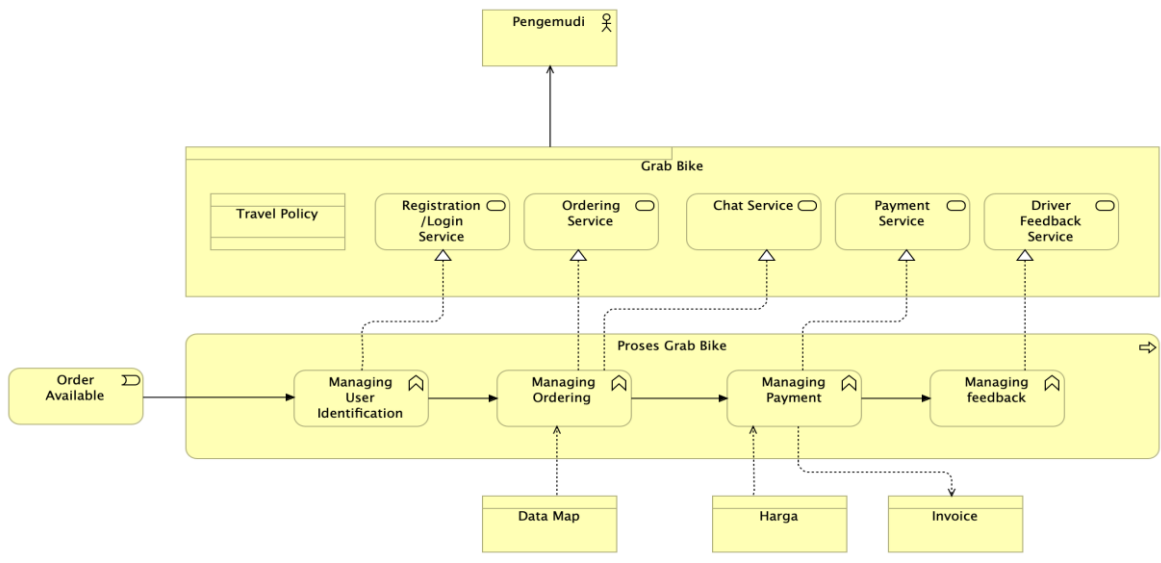 Pengemudi
Grab Bike
Travel Policy
Registration
/Login
Service
Ordering
Service
Chat Service
Payment
Service
Driver
Feedback
Service
Proses Grab Bike
Order
Available
Managing
User
Identification
Managing
Ordering
Managing
Payment
Managing
feedback
Data Map
Harga
Invoice